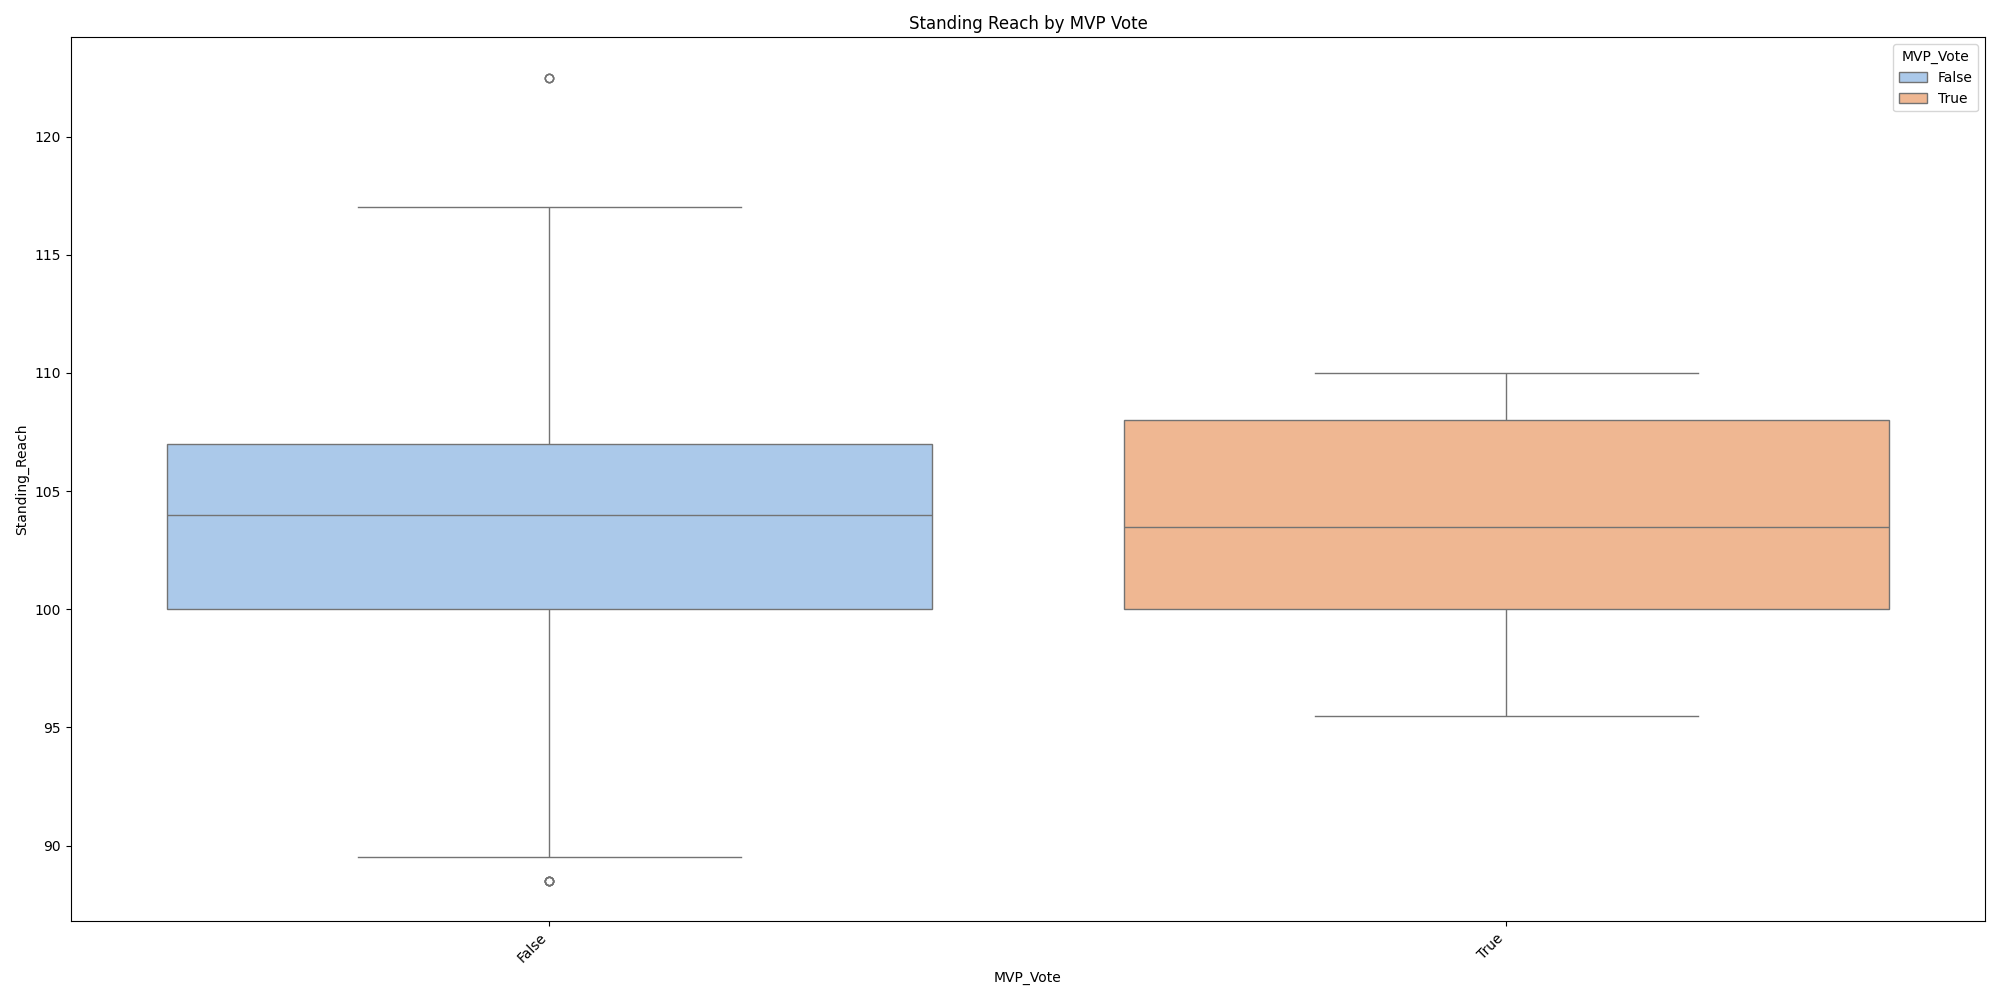 Standing Reach by MVP Vote
MVP_Vote
False
True
Standing_Reach
120
115
110
105
100
95
90
False
True
MVP_Vote